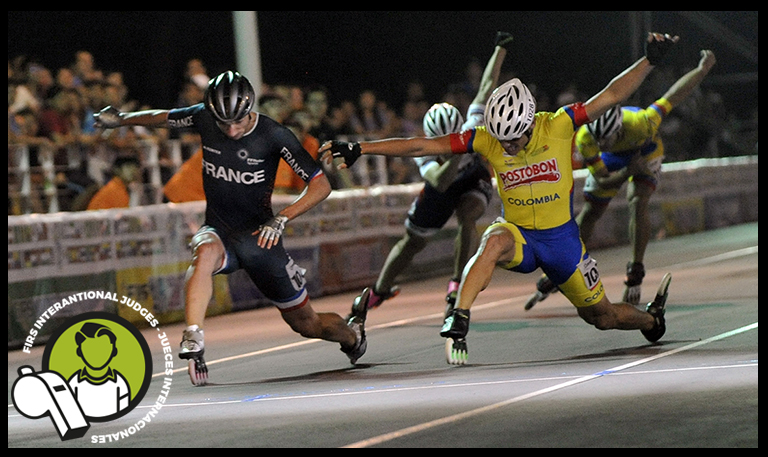 FRANCE
FRANCE
FRANCE
POSTOBON
COLOMBIA
10
FIRS INTERANTIONAL JUDGES - JUECES INTERNACIONALES